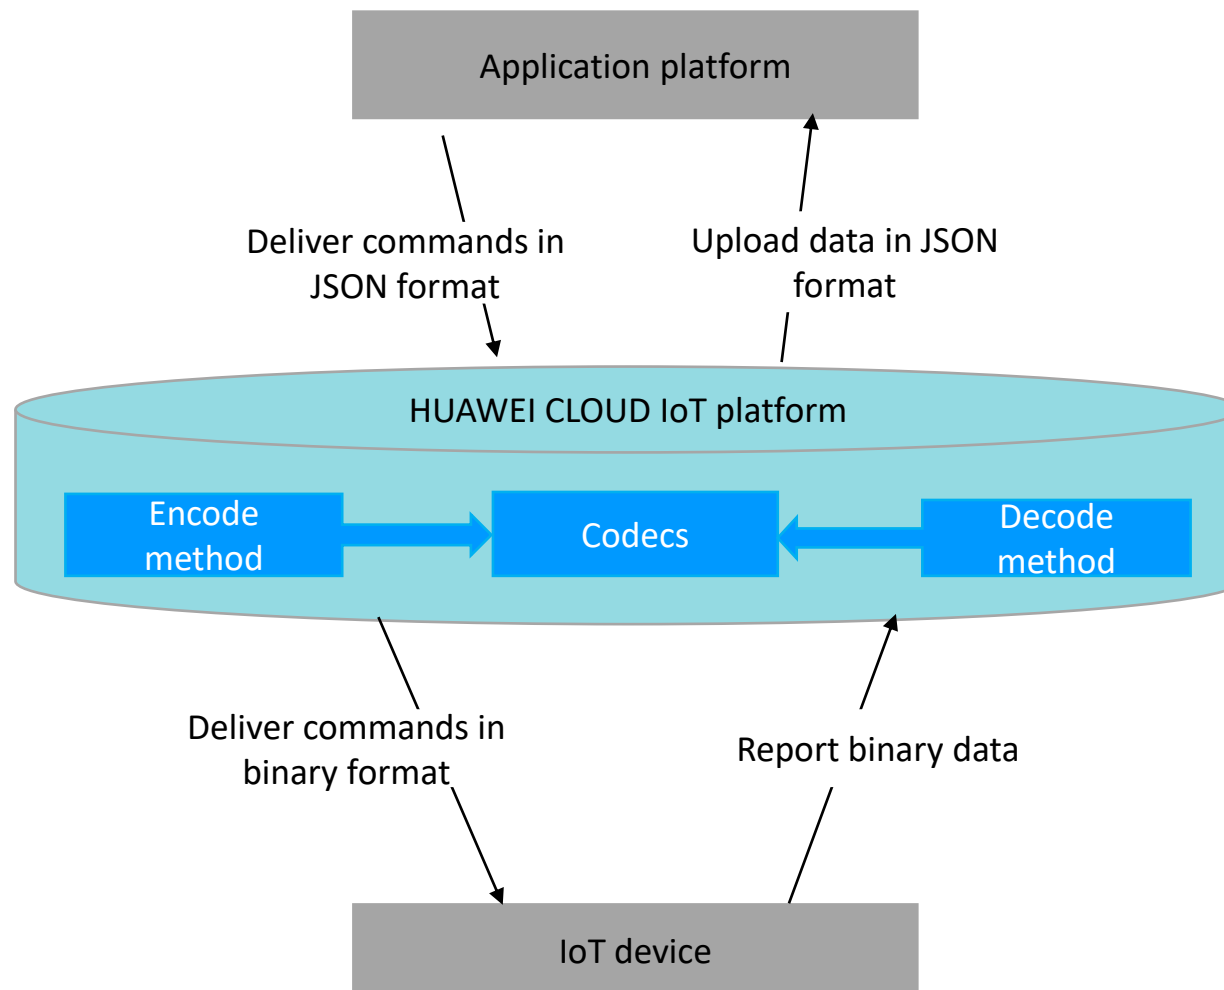 Application platform
Deliver commands in
JSON format
Upload data in JSON
format
HUAWEI CLOUD IoT platform
Encode
method
Codecs
Decode
method
Deliver commands in
binary format
Report binary data
IoT device